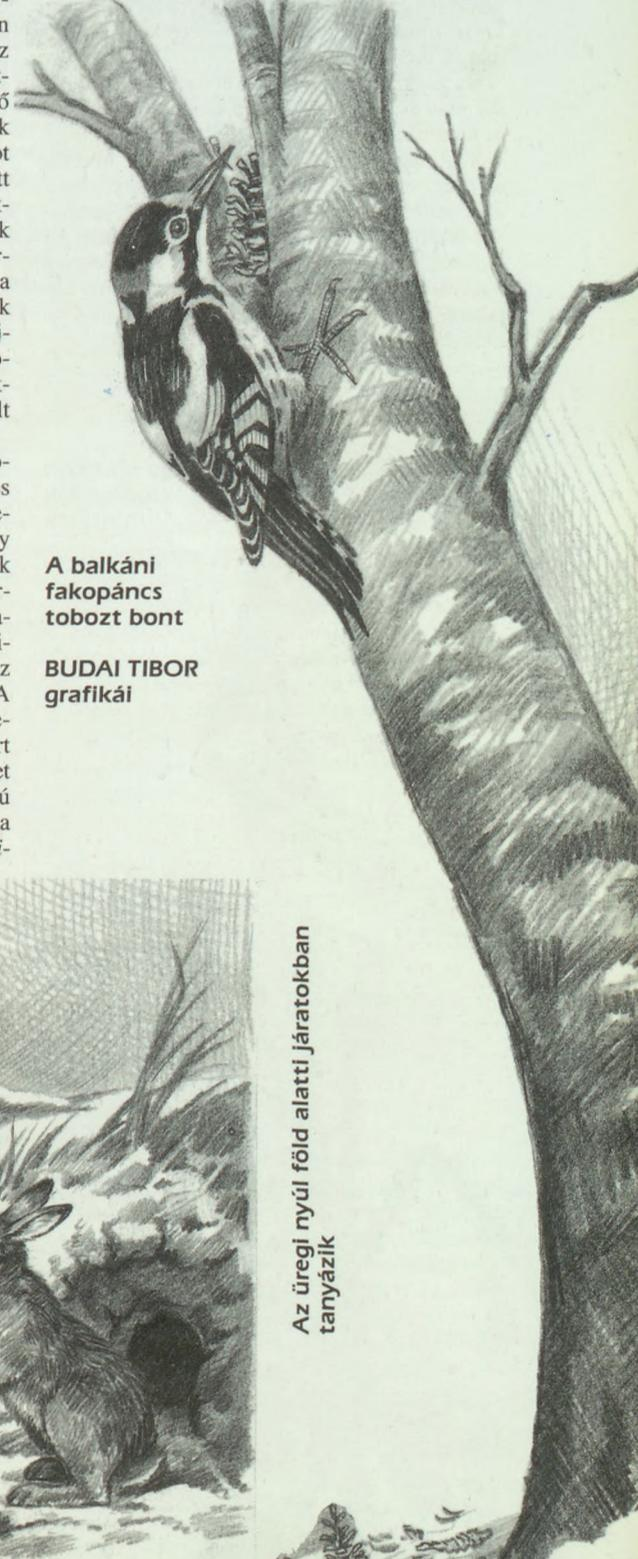 A balkáni
fakopáncs
tobozt bont
BUDAI TIBOR
grafikái
Az üregi nyúl föld alatti járatokban
tanyázik